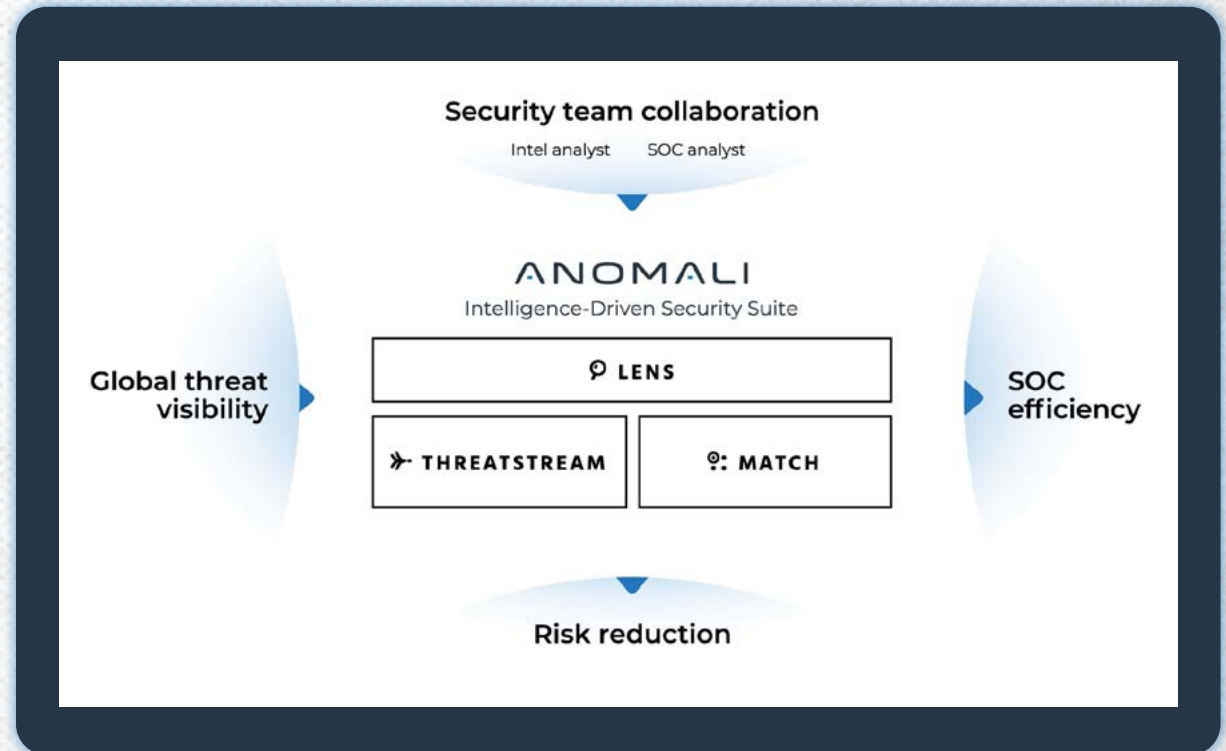 Security team collaboration
Intel analyst SOC analyst
ANOMALI
Intelligence-Driven Security Suite
LENS
THREATSTREAM
MATCH
Global threat
visibility
SOC
efficiency
Risk reduction